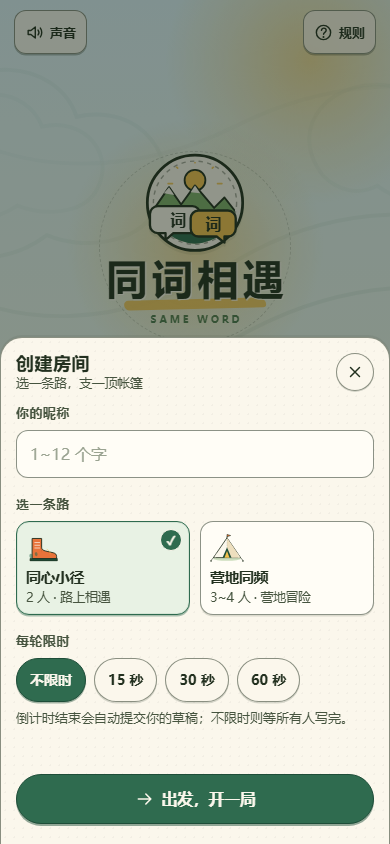 声音
规则
词 词
同词相遇
SAME WORD
创建房间
选一条路，支一顶帐篷
你的昵称
1~12 个字
选一条路
同心小径
2 人 · 路上相遇
营地同频
3~4 人 · 营地冒险
每轮限时
不限时
15 秒
30 秒
60 秒
倒计时结束会自动提交你的草稿；不限时则等所有人写完。
出发，开一局